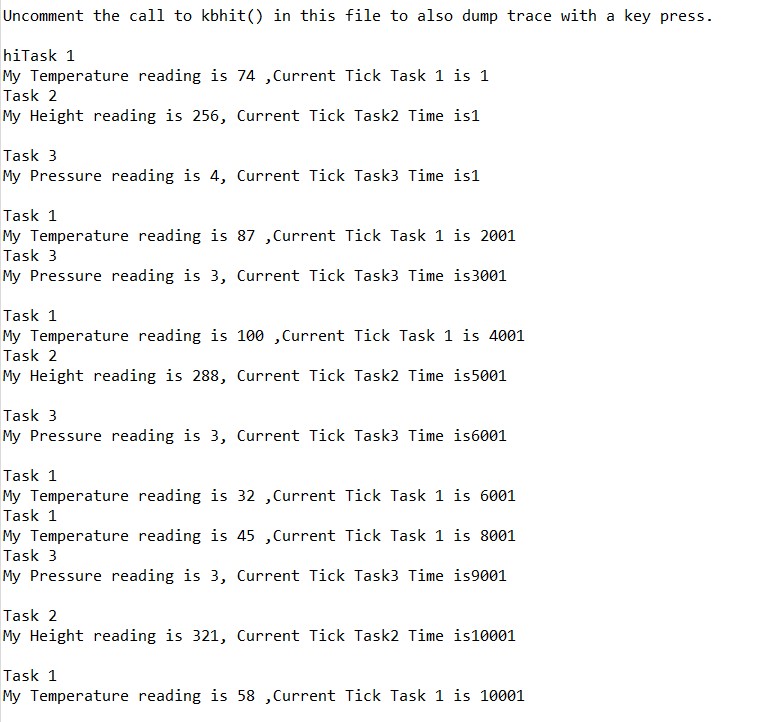 Uncomment the call to kbhit() in this file to also dump trace with a key press.
hiTask 1
My Temperature reading is 74 ,Current Tick Task 1 is 1
Task 2
My Height reading is 256, Current Tick Task2 Time is1
Task 3
My Pressure reading is 4, Current Tick Task3 Time is1
Task 1
My Temperature reading is 87 ,Current Tick Task 1 is 2001
Task 3
My Pressure reading is 3, Current Tick Task3 Time is3001
Task 1
My Temperature reading is 100 ,Current Tick Task 1 is 4001
Task 2
My Height reading is 288, Current Tick Task2 Time is5001
Task 3
My Pressure reading is 3, Current Tick Task3 Time is6001
Task 1
My Temperature reading is 32 ,Current Tick Task 1 is 6001
Task 1
My Temperature reading is 45 ,Current Tick Task 1 is 8001
Task 3
My Pressure reading is 3, Current Tick Task3 Time is9001
Task 2
My Height reading is 321, Current Tick Task2 Time is10001
Task 1
My Temperature reading is 58 ,Current Tick Task 1 is 10001